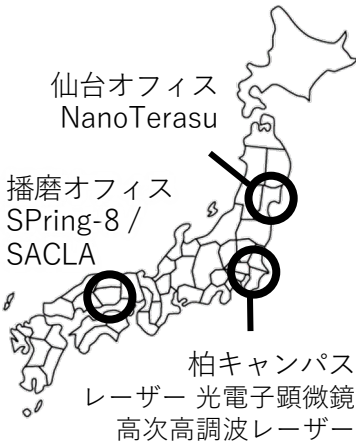 仙台オフィス
NanoTerasu
播磨オフィス
SPring-8 /
SACLA
柏キャンパス
レーザー 光電子顕微鏡
高次高調波レーザー